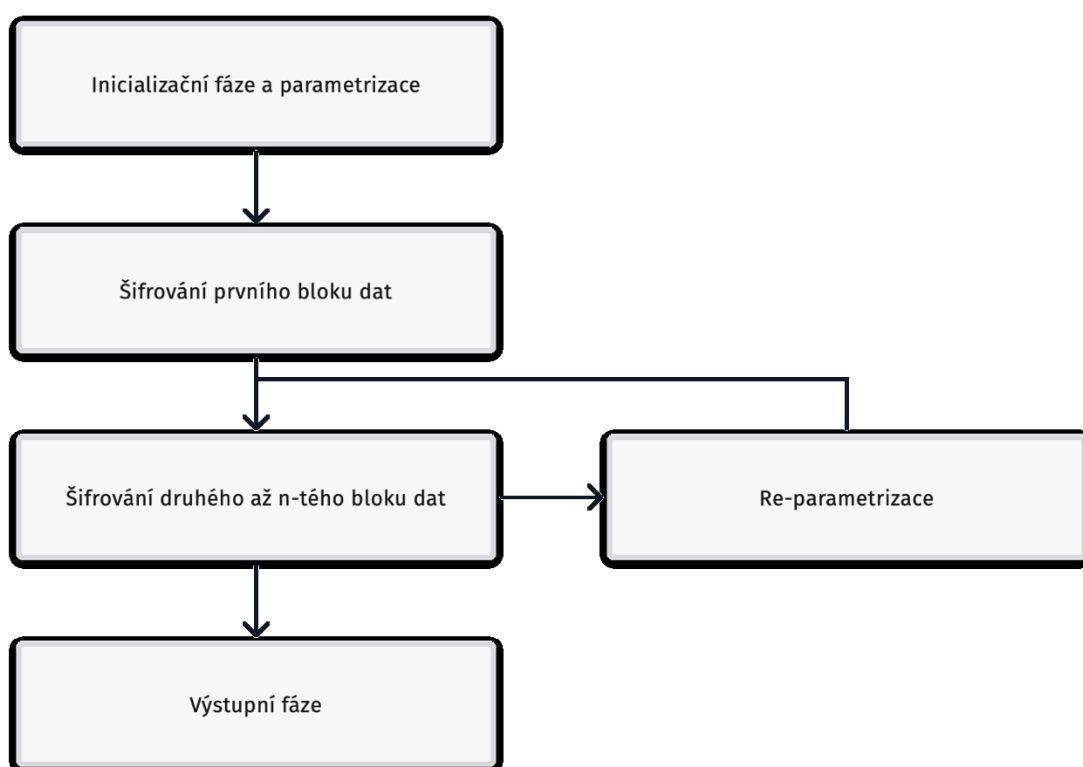 Inicializační fáze a parametrizace
Šifrování prvního bloku dat
Šifrování druhého až n-tého bloku dat
Re-parametrizace
Výstupní fáze